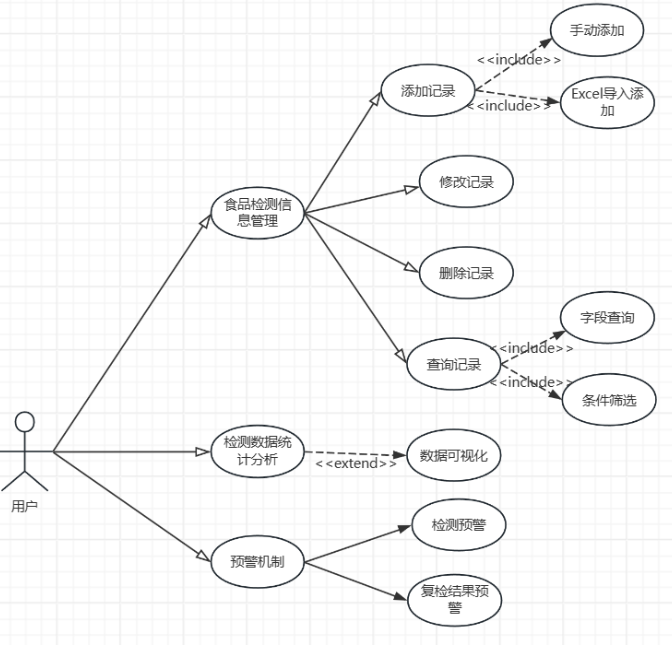 手动添加
<<include>>
添加记录
Excel导入添
加
<<include>>
修改记录
食品检测信
息管理
删除记录
字段查询
<<include>>
查询记录
<<include>>
条件筛选
检测数据统
计分析
数据可视化
<<extend>>
用户
检测预警
预警机制
复检结果预
警